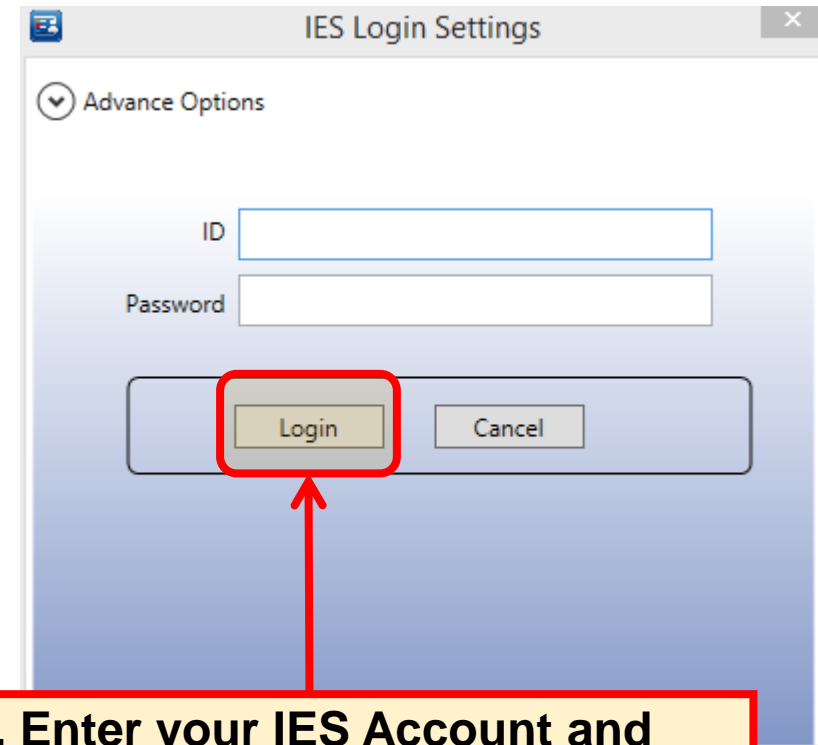 IES Login Settings
Advance Options
ID
Password
Login Cancel
. Enter your IES Account and